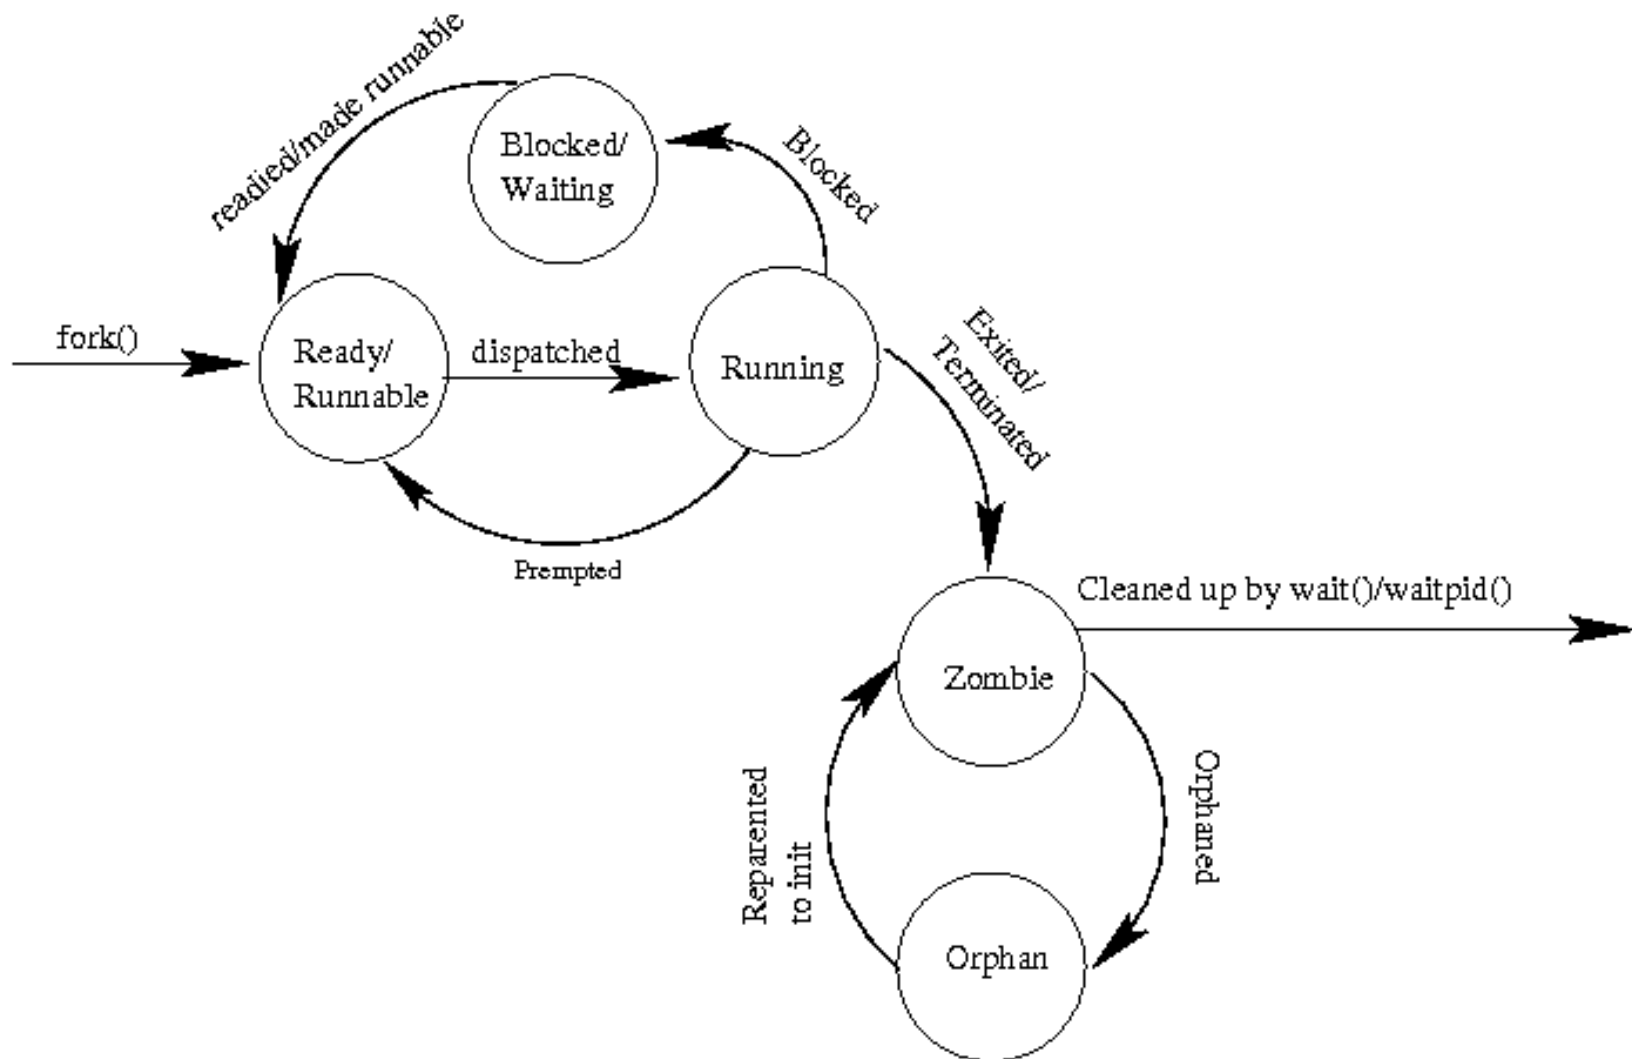 readied/made runnable
Blocked/
Waiting
Blocked
fork()
Ready/
Runnable
dispatched
Running
Exited/
Terminated
Prempted
Cleaned up by wait()/waitpid()
Zombie
Reparented
to init
Orphaned
Orphan